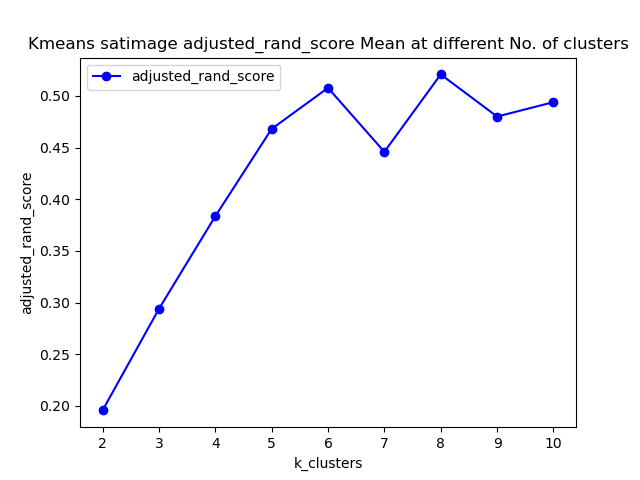 Kmeans satimage adjusted_rand_score Mean at different No. of clusters
adjusted_rand_score
adjusted_rand_score
0.50
0.45
0.40
0.35
0.30
0.25
0.20
2 3 4 5 6 7 8 9 10
k_clusters